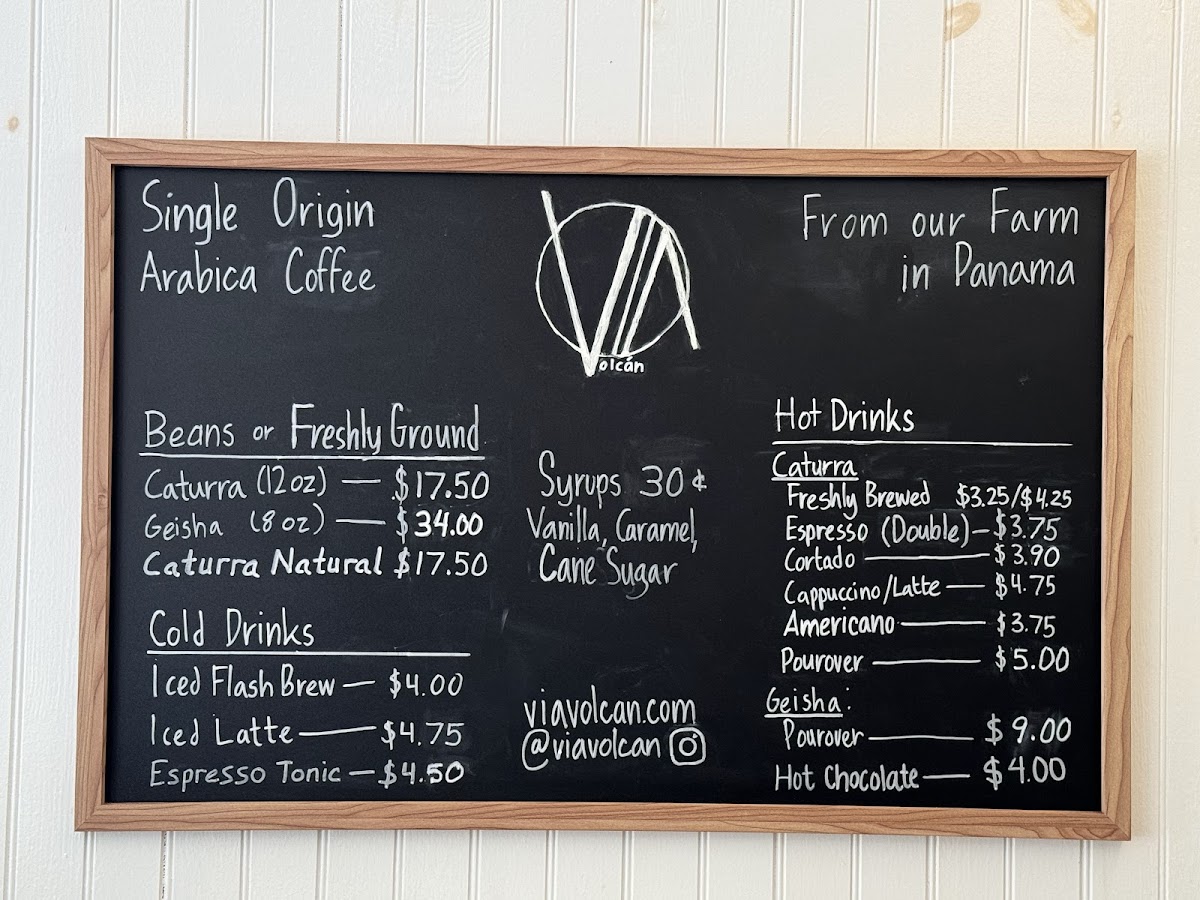 Single Origin
Arabica Coffee
VIA
Volcán
From our Farm
in Panama
Beans or Freshly Ground
Caturra (12oz) — $17.50
Geisha (8oz) — $34.00
Caturra Natural $17.50
Cold Drinks
Iced Flash Brew — $4.00
Iced Latte — $4.75
Espresso Tonic — $4.50
Syrups 30¢
Vanilla, Caramel,
Cane Sugar
viavolcan.com
@viavolcan
Hot Drinks
Caturra
Freshly Brewed $3.25/$4.25
Espresso (Double) — $3.75
Cortado — $3.90
Cappuccino/Latte — $4.75
Americano — $3.75
Pourover — $5.00
Geisha:
Pourover — $9.00
Hot Chocolate — $4.00